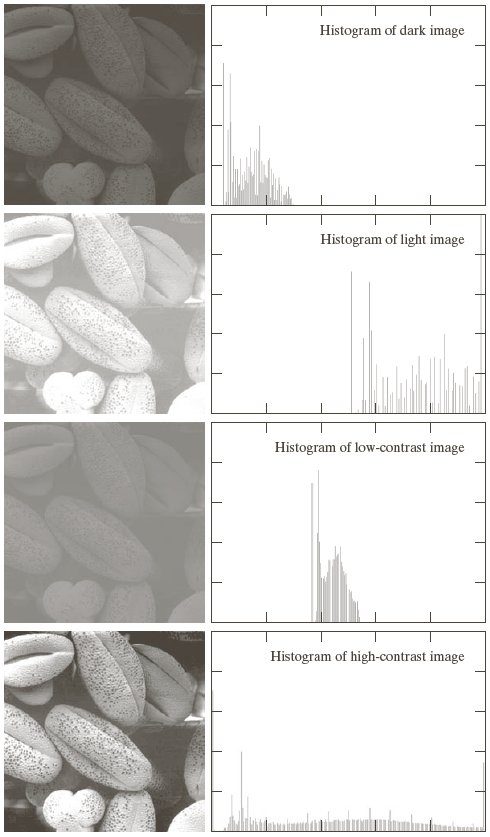 Histogram of dark image
Histogram of light image
Histogram of low-contrast image
Histogram of high-contrast image